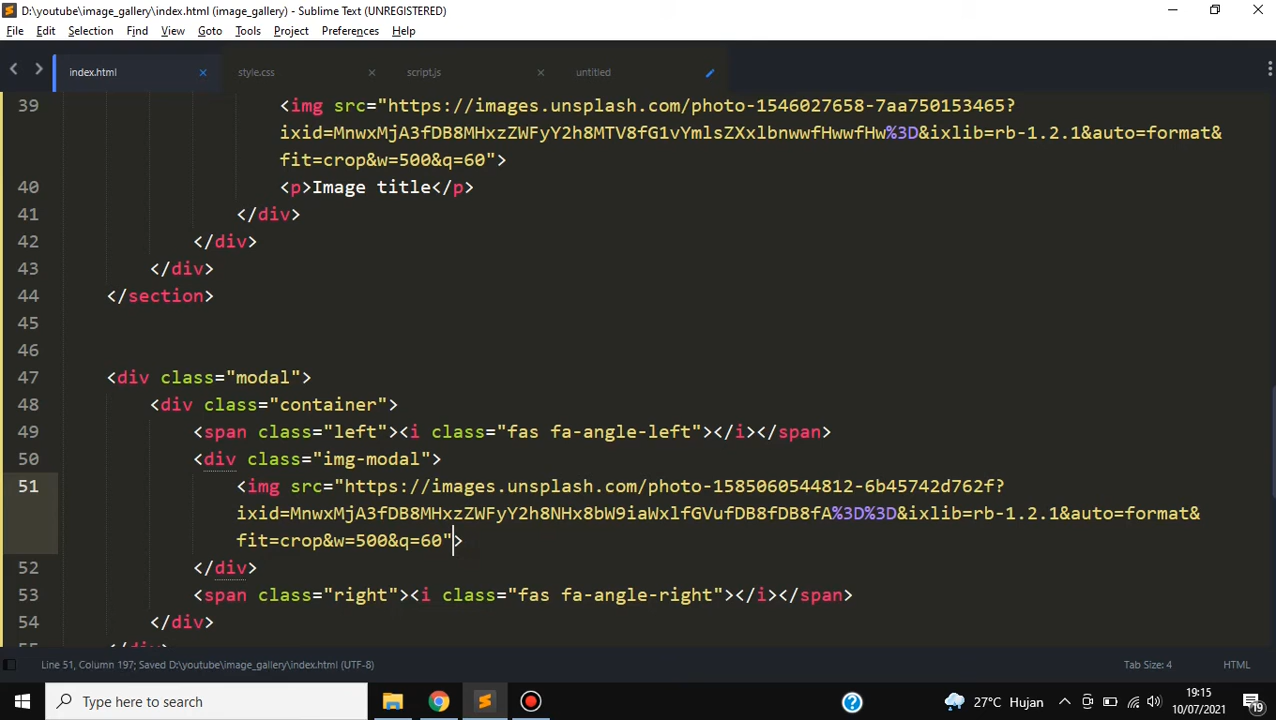 D:\youtube\image_gallery\index.html (image_gallery) - Sublime Text (UNREGISTERED)
File Edit Selection Find View Goto Tools Project Preferences Help
index.html style.css script.js untitled
39 <img src="https://images.unsplash.com/photo-1546027658-7aa750153465?
ixid=MnwxMjA3fDB8MHxzZWFyY2h8MTV8fG1vYmlsZXxlbnwwfHwwfHw%3D&ixlib=rb-1.2.1&auto=format&
fit=crop&w=500&q=60">
40 <p>Image title</p>
41 </div>
42 </div>
43 </div>
44 </section>
45
46
47 <div class="modal">
48 <div class="container">
49 <span class="left"><i class="fas fa-angle-left"></i></span>
50 <div class="img-modal">
51 <img src="https://images.unsplash.com/photo-1585060544812-6b45742d762f?
ixid=MnwxMjA3fDB8MHxzZWFyY2h8NHx8bW9iaWxlfGVufDB8fDB8fA%3D%3D&ixlib=rb-1.2.1&auto=format&
fit=crop&w=500&q=60">
52 </div>
53 <span class="right"><i class="fas fa-angle-right"></i></span>
54 </div>
55 </div>
Line 51, Column 197; Saved D:\youtube\image_gallery\index.html (UTF-8) Tab Size: 4 HTML
Type here to search 27°C Hujan 19:15
10/07/2021 19